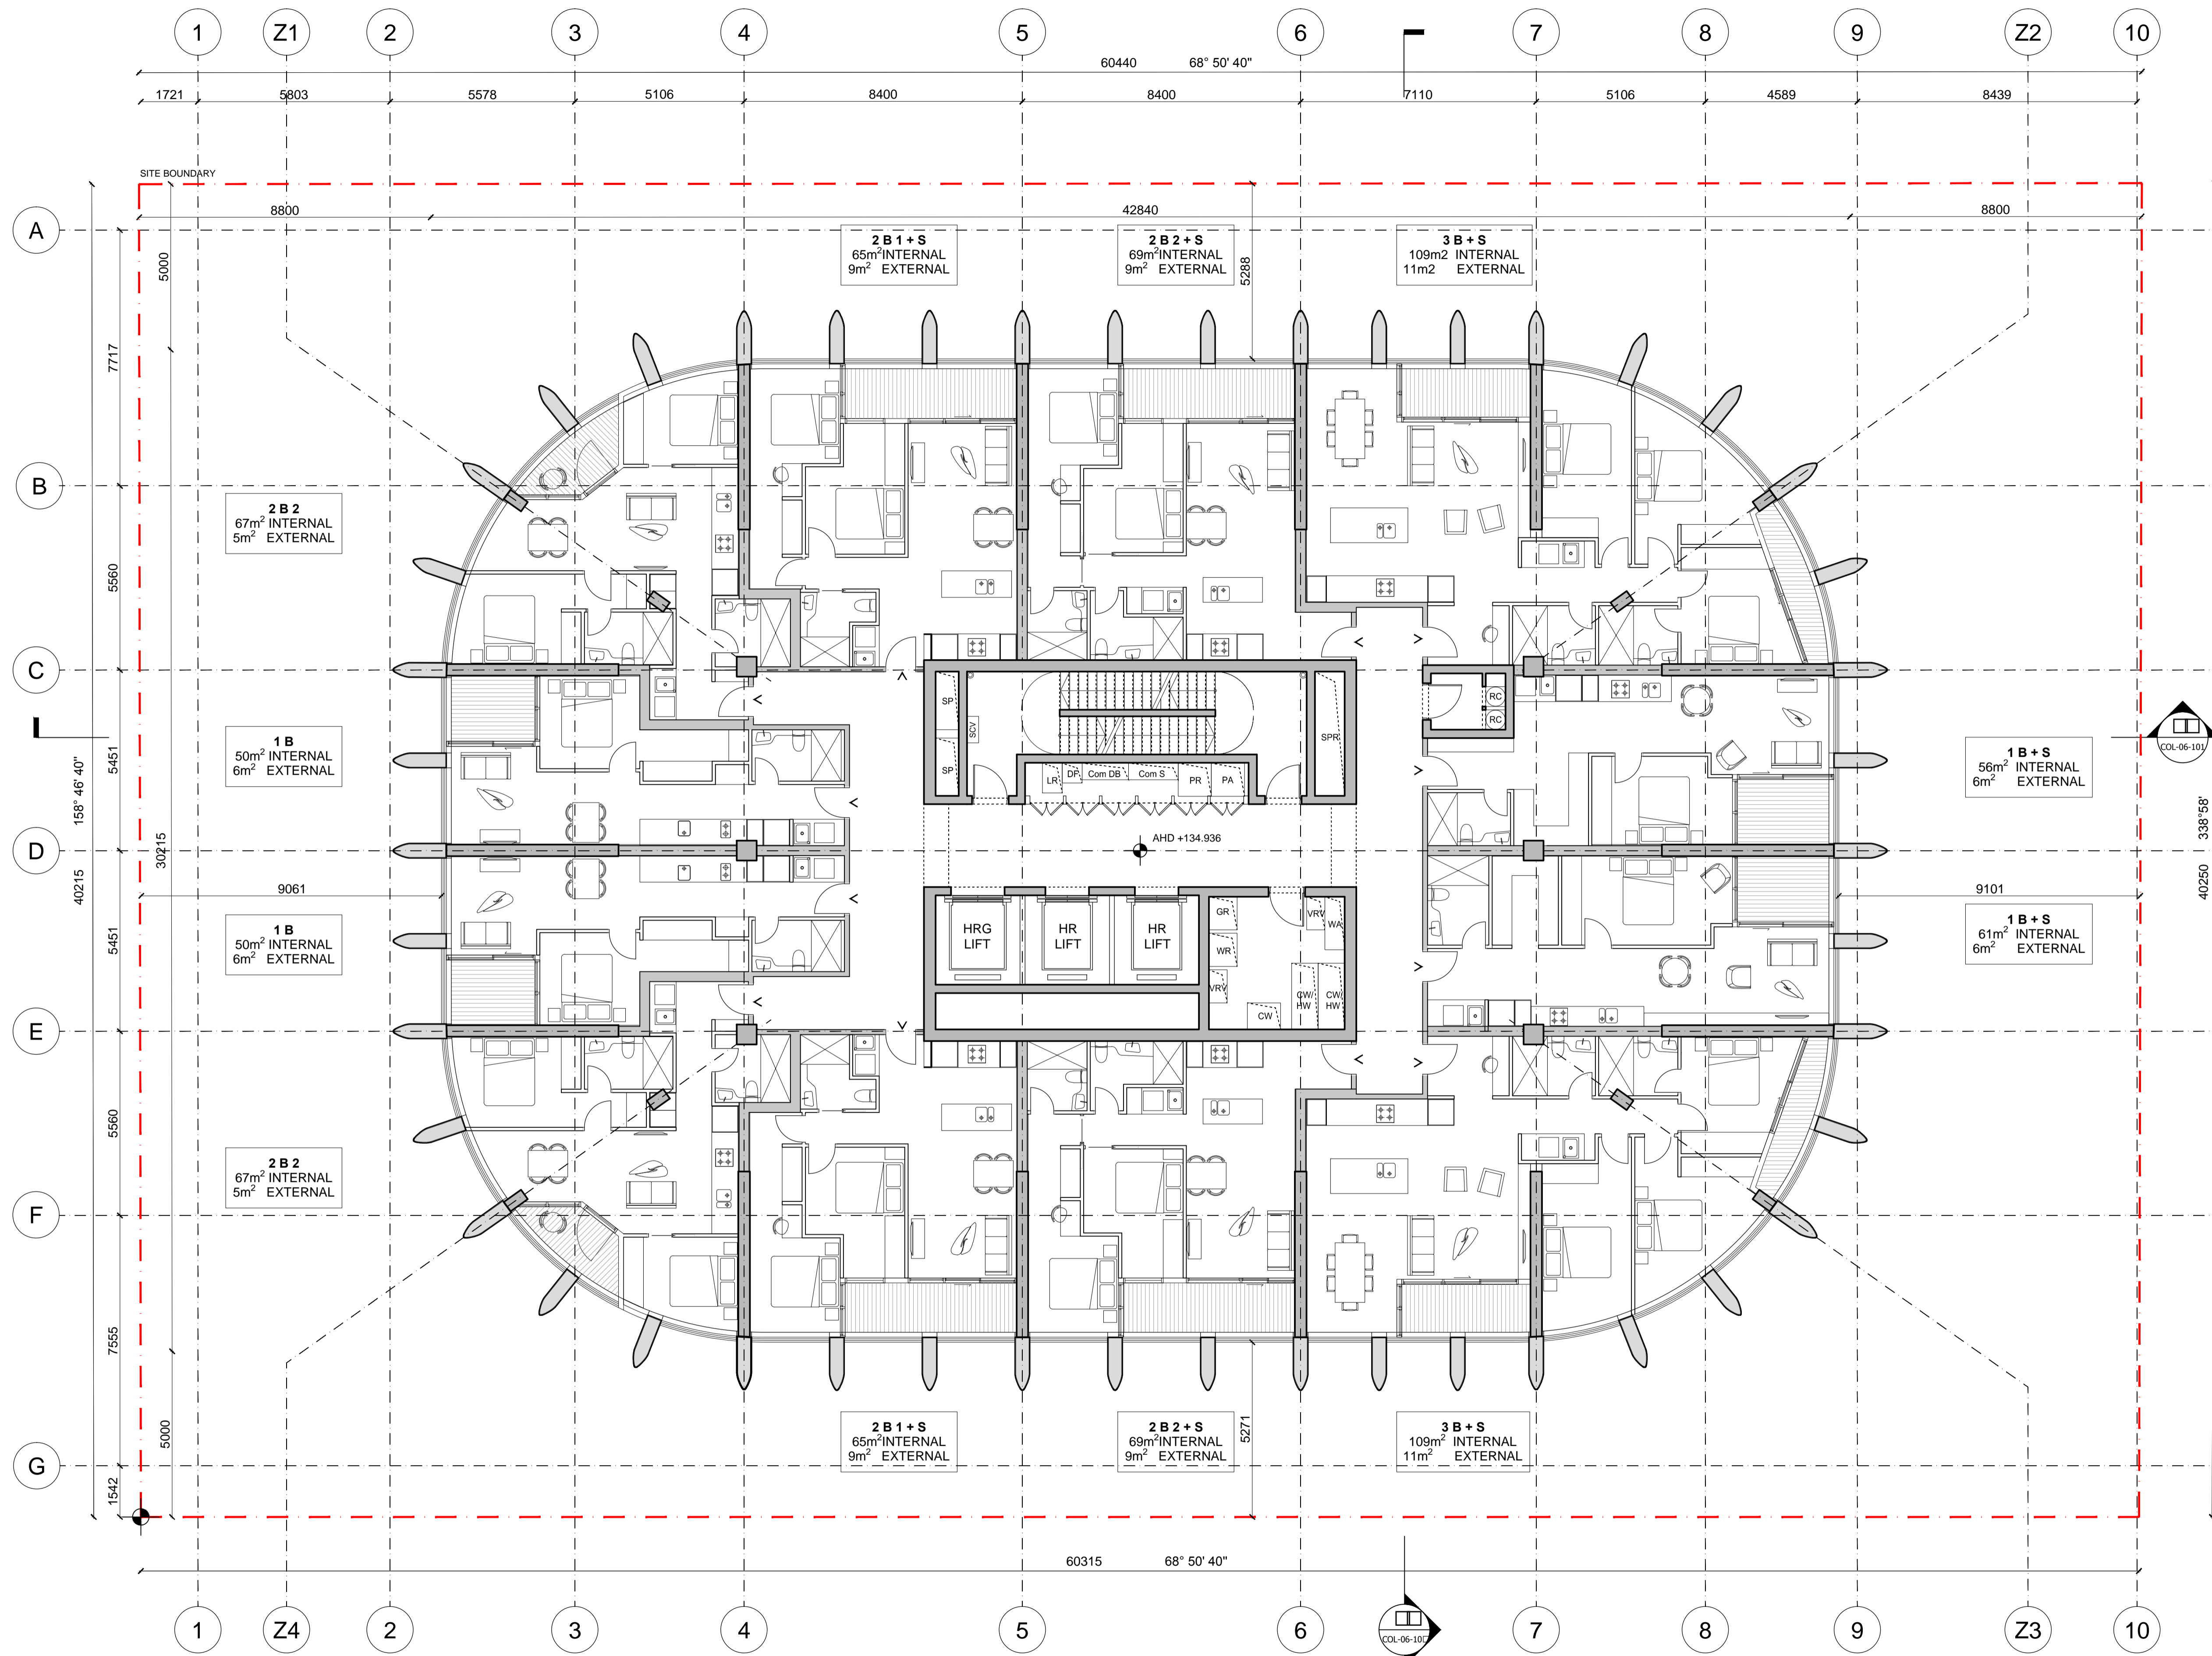 1 Z1 2 3 4 5 6 7 8 9 Z2 10
60440 68° 50' 40"
1721 5803 5578 5106 8400 8400 7110 5106 4589 8439
SITE BOUNDARY
8800 42840 8800
A
B
C
D
E
F
G
5000
7717
5560
5451
5451
5560
7555
1542
5000
30215
40215 158° 46' 40"
5288
2 B 1 + S
65m² INTERNAL
9m² EXTERNAL
2 B 2 + S
69m² INTERNAL
9m² EXTERNAL
3 B + S
109m2 INTERNAL
11m2 EXTERNAL
2 B 2
67m² INTERNAL
5m² EXTERNAL
1 B
50m² INTERNAL
6m² EXTERNAL
9061
1 B
50m² INTERNAL
6m² EXTERNAL
2 B 2
67m² INTERNAL
5m² EXTERNAL
SP
SP
SCV
SPR
RC
RC
LR DP Com DB Com S PR PA
AHD +134.936
HRG
LIFT
HR
LIFT
HR
LIFT
GR
WR
VRV
VRV
WA
CW
CW/
HW
CW/
HW
1 B + S
56m² INTERNAL
6m² EXTERNAL
9101
1 B + S
61m² INTERNAL
6m² EXTERNAL
COL-06-101
40250 338°58'
2 B 1 + S
65m² INTERNAL
9m² EXTERNAL
2 B 2 + S
69m² INTERNAL
9m² EXTERNAL
5271
3 B + S
109m² INTERNAL
11m² EXTERNAL
60315 68° 50' 40"
1 Z4 2 3 4 5 6 7 8 9 Z3 10